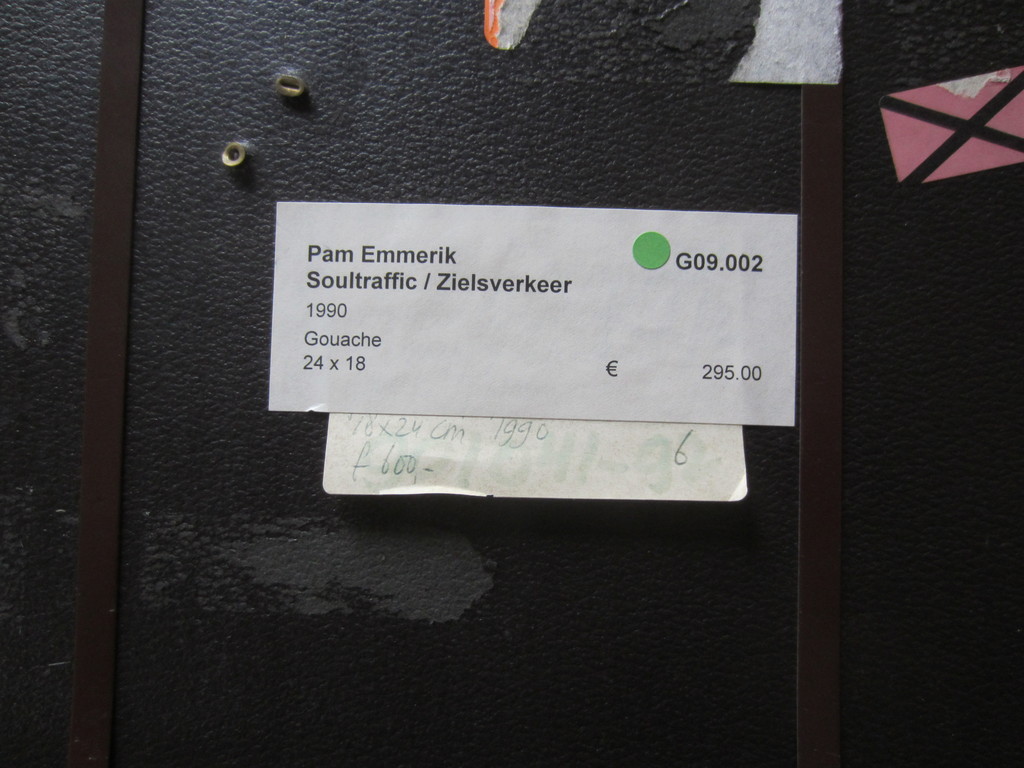 Pam Emmerik
G09.002
Soultraffic / Zielsverkeer
1990
Gouache
24 x 18
€ 295.00
18x24 cm 1990
6
f 600,-